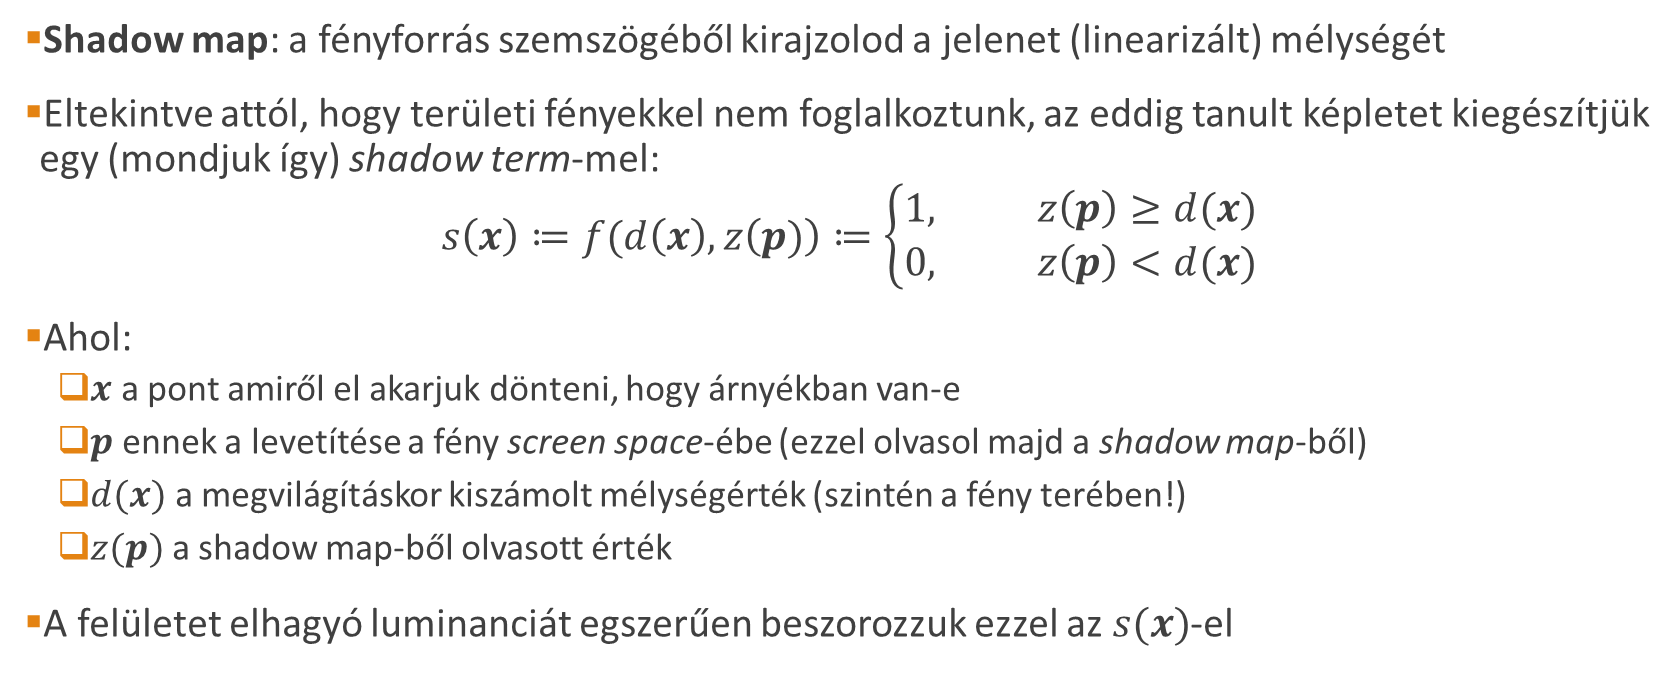 ▪Shadow map: a fényforrás szemszögéből kirajzolod a jelenet (linearizált) mélységét
▪Eltekintve attól, hogy területi fényekkel nem foglalkoztunk, az eddig tanult képletet kiegészítjük
egy (mondjuk így) shadow term-mel:
s(x) ≔ f(d(x), z(p)) ≔ {1, z(p) ≥ d(x)
0, z(p) < d(x)
▪Ahol:
❑x a pont amiről el akarjuk dönteni, hogy árnyékban van-e
❑p ennek a levetítése a fény screen space-ébe (ezzel olvasol majd a shadow map-ből)
❑d(x) a megvilágításkor kiszámolt mélységérték (szintén a fény terében!)
❑z(p) a shadow map-ből olvasott érték
▪A felületet elhagyó luminanciát egszerűen beszorozzuk ezzel az s(x)-el